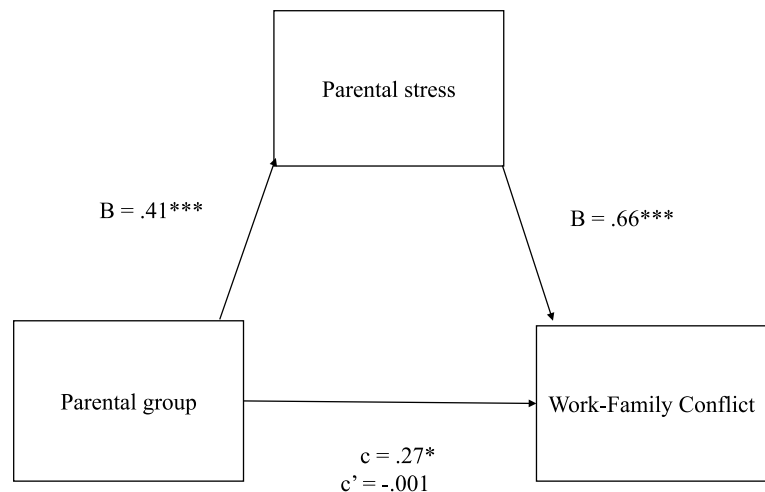 Parental stress
B = .41***
B = .66***
Parental group
Work-Family Conflict
c = .27*
c’ = -.001